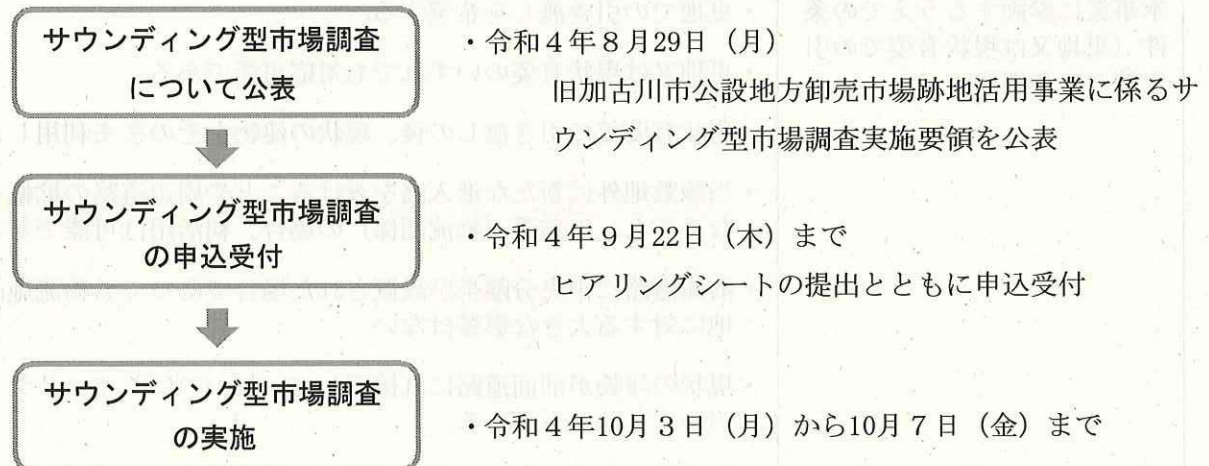 サウンディング型市場調査
について公表
・令和４年８月29日（月）
旧加古川市公設地方卸売市場跡地活用事業に係るサ
ウンディング型市場調査実施要領を公表
サウンディング型市場調査
の申込受付
・令和４年９月22日（木）まで
ヒアリングシートの提出とともに申込受付
サウンディング型市場調査
の実施
・令和４年10月３日（月）から10月７日（金）まで